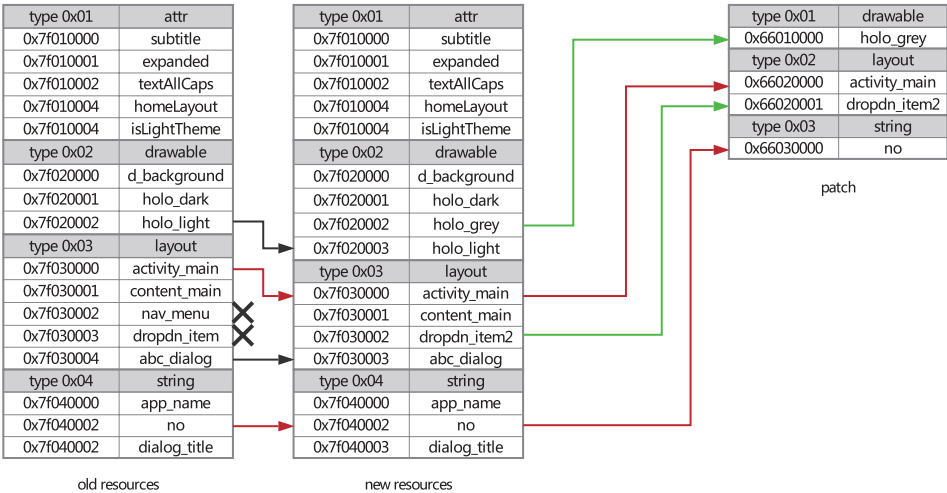 type 0x01 attr
0x7f010000 subtitle
0x7f010001 expanded
0x7f010002 textAllCaps
0x7f010004 homeLayout
0x7f010004 isLightTheme
type 0x02 drawable
0x7f020000 d_background
0x7f020001 holo_dark
0x7f020002 holo_light
type 0x03 layout
0x7f030000 activity_main
0x7f030001 content_main
0x7f030002 nav_menu
0x7f030003 dropdn_item
0x7f030004 abc_dialog
type 0x04 string
0x7f040000 app_name
0x7f040002 no
0x7f040002 dialog_title
old resources
type 0x01 attr
0x7f010000 subtitle
0x7f010001 expanded
0x7f010002 textAllCaps
0x7f010004 homeLayout
0x7f010004 isLightTheme
type 0x02 drawable
0x7f020000 d_background
0x7f020001 holo_dark
0x7f020002 holo_grey
0x7f020003 holo_light
type 0x03 layout
0x7f030000 activity_main
0x7f030001 content_main
0x7f030002 dropdn_item2
0x7f030003 abc_dialog
type 0x04 string
0x7f040000 app_name
0x7f040002 no
0x7f040003 dialog_title
new resources
type 0x01 drawable
0x66010000 holo_grey
type 0x02 layout
0x66020000 activity_main
0x66020001 dropdn_item2
type 0x03 string
0x66030000 no
patch